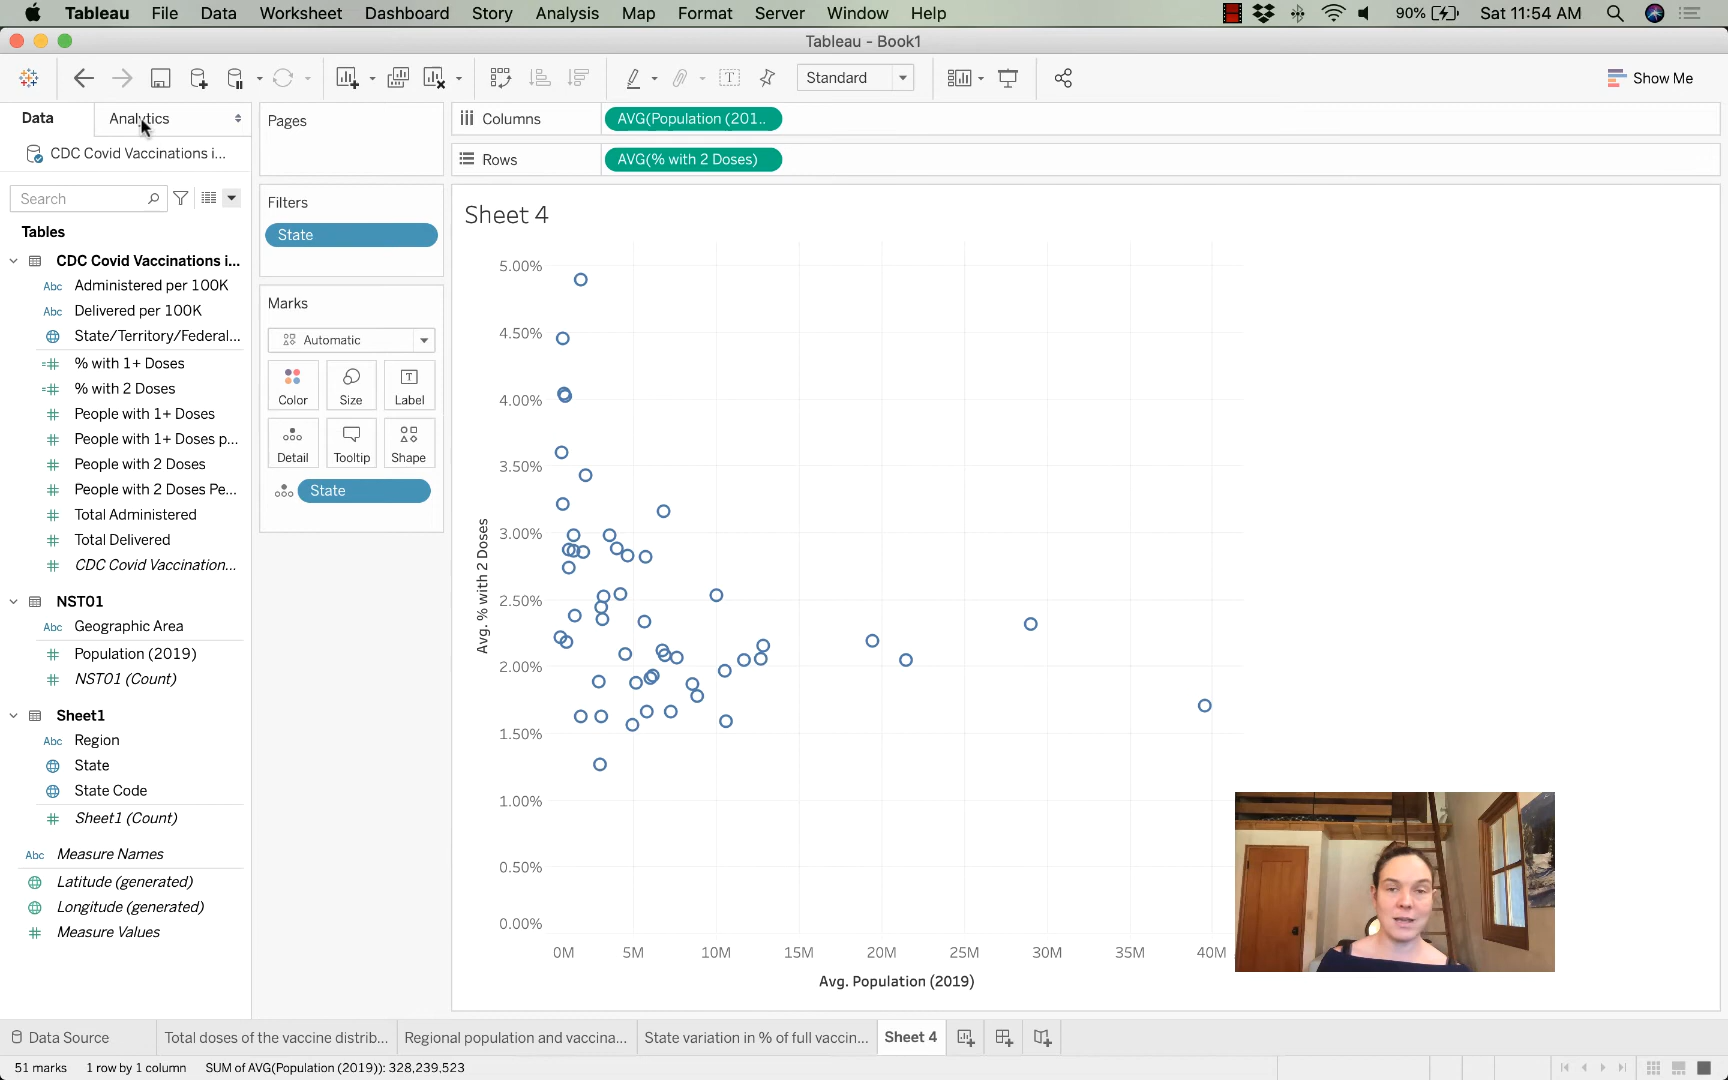 Tableau File Data Worksheet Dashboard Story Analysis Map Format Server Window Help 90% Sat 11:54 AM
Tableau - Book1
Standard
Show Me
Data
Analytics
CDC Covid Vaccinations i...
Search
Tables
CDC Covid Vaccinations i...
Abc Administered per 100K
Abc Delivered per 100K
State/Territory/Federal...
=# % with 1+ Doses
=# % with 2 Doses
# People with 1+ Doses
# People with 1+ Doses p...
# People with 2 Doses
# People with 2 Doses Pe...
# Total Administered
# Total Delivered
# CDC Covid Vaccination...
NST01
Abc Geographic Area
# Population (2019)
# NST01 (Count)
Sheet1
Abc Region
State
State Code
# Sheet1 (Count)
Abc Measure Names
Latitude (generated)
Longitude (generated)
# Measure Values
Pages
Filters
State
Marks
Automatic
Color
Size
T
Label
Detail
Tooltip
Shape
State
Columns
AVG(Population (201..
Rows
AVG(% with 2 Doses)
Sheet 4
5.00%
4.50%
4.00%
3.50%
3.00%
2.50%
2.00%
1.50%
1.00%
0.50%
0.00%
Avg. % with 2 Doses
0M 5M 10M 15M 20M 25M 30M 35M 40M
Avg. Population (2019)
Data Source
Total doses of the vaccine distrib...
Regional population and vaccina...
State variation in % of full vaccin...
Sheet 4
51 marks 1 row by 1 column SUM of AVG(Population (2019)): 328,239,523